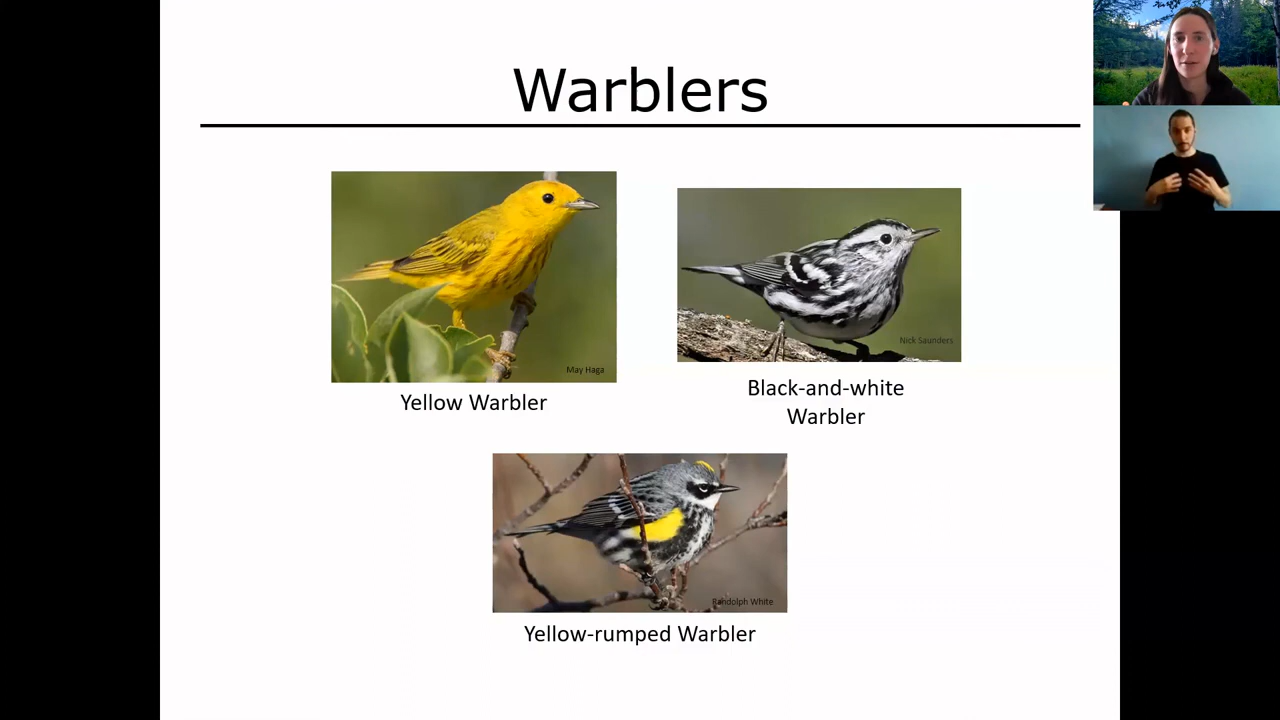 Warblers
May Haga
Yellow Warbler
Nick Saunders
Black-and-white
Warbler
Randolph White
Yellow-rumped Warbler